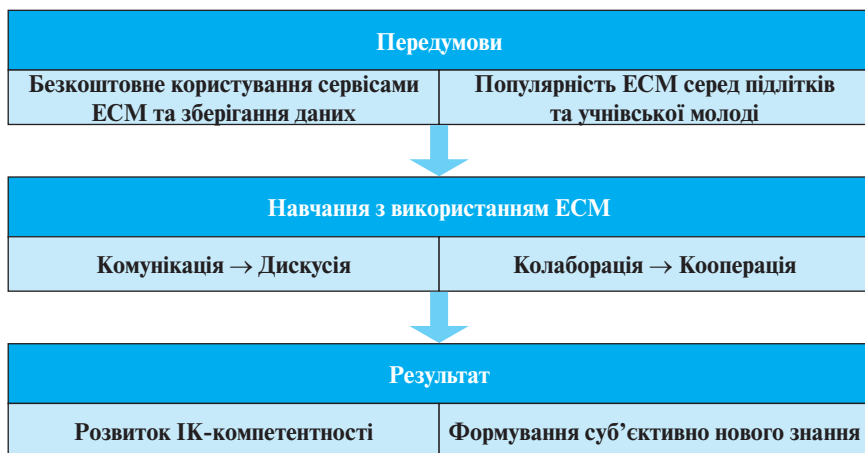 Передумови
Безкоштовне користування сервісами
ЕСМ та зберігання даних
Популярність ЕСМ серед підлітків
та учнівської молоді
Навчання з використанням ЕСМ
Комунікація → Дискусія
Колаборація → Кооперація
Результат
Розвиток ІК-компетентності
Формування суб’єктивно нового знання